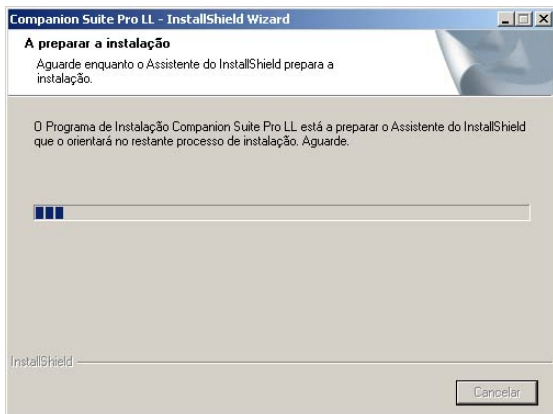 Companion Suite Pro LL - InstallShield Wizard
A preparar a instalação
Aguarde enquanto o Assistente do InstallShield prepara a
instalação.
O Programa de Instalação Companion Suite Pro LL está a preparar o Assistente do InstallShield
que o orientará no restante processo de instalação. Aguarde.
InstallShield
Cancelar